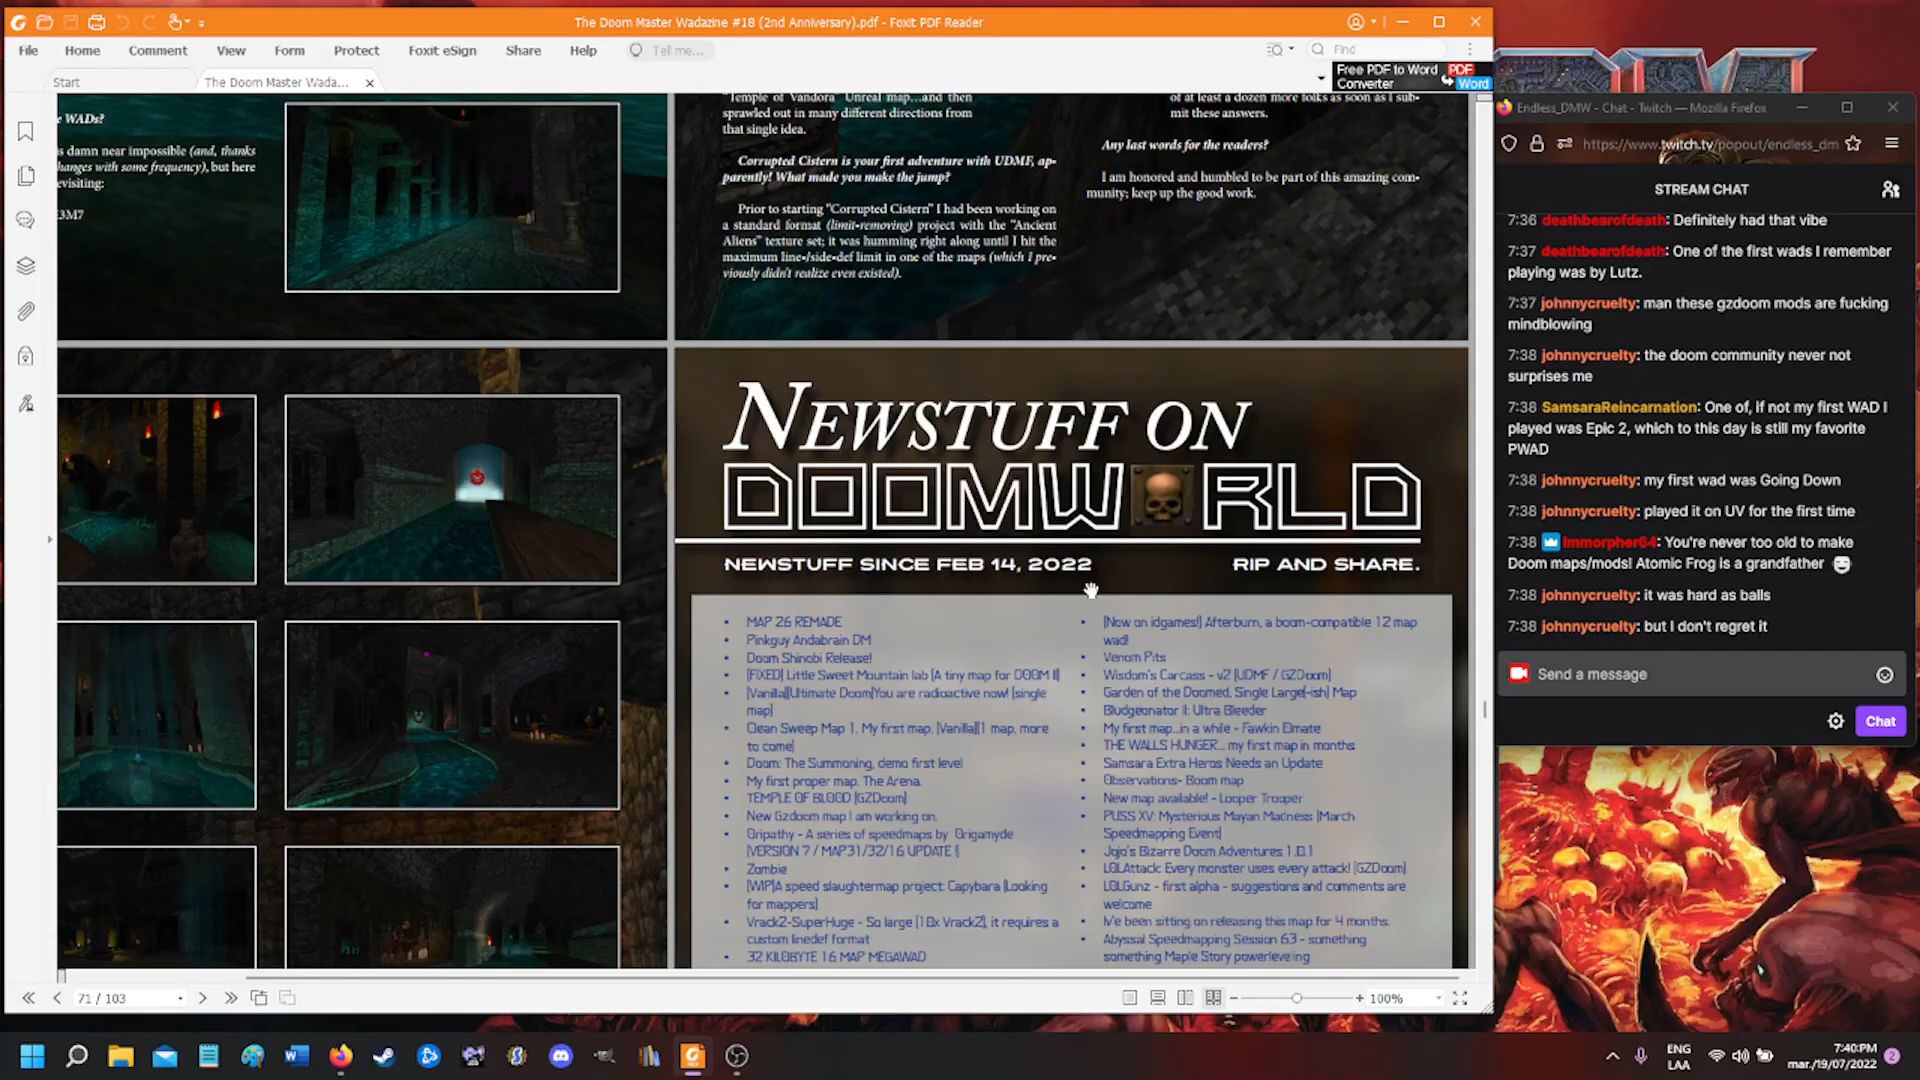 The Doom Master Wadazine #18 (2nd Anniversary).pdf - Foxit PDF Reader
File Home Comment View Form Protect Foxit eSign Share Help Tell me... Find
Start The Doom Master Wada...
Free PDF to Word
Converter
PDF
Word
e WADs?
s damn near impossible (and, thanks
hanges with some frequency), but here
evisiting:
E3M7
"Temple of Vandora" Unreal map...and then
sprawled out in many different directions from
that single idea.
Corrupted Cistern is your first adventure with UDMF, ap-
parently! What made you make the jump?
Prior to starting "Corrupted Cistern" I had been working on
a standard format (limit-removing) project with the "Ancient
Aliens" texture set; it was humming right along until I hit the
maximum line-/side-def limit in one of the maps (which I pre-
viously didn't realize even existed).
of at least a dozen more folks as soon as I sub-
mit these answers.
Any last words for the readers?
I am honored and humbled to be part of this amazing com-
munity; keep up the good work.
NEWSTUFF ON
DOOMWORLD
NEWSTUFF SINCE FEB 14, 2022
RIP AND SHARE.
• MAP 26 REMADE
• Pinkguy Andabrain DM
• Doom Shinobi Release!
• [FIXED] Little Sweet Mountain lab [A tiny map for DOOM II]
• [Vanilla][Ultimate Doom]You are radioactive now! [single
map]
• Clean Sweep Map 1. My first map. [Vanilla][1 map, more
to come]
• Doom: The Summoning, demo first level
• My first proper map. The Arena.
• TEMPLE OF BLOOD [GZDoom]
• New Gzdoom map I am working on.
• Gripathy - A series of speedmaps by Grigamyde
[VERSION 7 / MAP31/32/16 UPDATE !]
• Zombie
• [WIP]A speed slaughtermap project: Capybara [Looking
for mappers]
• Vrack2-SuperHuge - So large [18x Vrack2], it requires a
custom linedef format
• 32 KILOBYTE 16 MAP MEGAWAD
• [Now on idgames!] Afterburn, a boom-compatible 12 map
wad!
• Venom Pits
• Wisdom's Carcass - v2 [UDMF / GZDoom]
• Garden of the Doomed, Single Large[-ish] Map
• Bludgeonator II: Ultra Bleeder
• My first map...in a while - Fawkin Elmate
• THE WALLS HUNGER... my first map in months
• Samsara Extra Heros Needs an Update
• Observations- Boom map
• New map available! - Looper Trooper
• PUSS XV: Mysterious Mayan Madness [March
Speedmapping Event]
• Jojo's Bizarre Doom Adventures 1.0.1
• LOLAttack: Every monster uses every attack! [GZDoom]
• LOLGunz - first alpha - suggestions and comments are
welcome
• I've been sitting on releasing this map for 4 months.
• Abyssal Speedmapping Session 63 - something
something Maple Story powerleveling
71 / 103
100%
Endless_DMW - Chat - Twitch — Mozilla Firefox
https://www.twitch.tv/popout/endless_dm
STREAM CHAT
7:36 deathbearofdeath: Definitely had that vibe
7:37 deathbearofdeath: One of the first wads I remember
playing was by Lutz.
7:37 johnnycruelty: man these gzdoom mods are fucking
mindblowing
7:38 johnnycruelty: the doom community never not
surprises me
7:38 SamsaraReincarnation: One of, if not my first WAD I
played was Epic 2, which to this day is still my favorite
PWAD
7:38 johnnycruelty: my first wad was Going Down
7:38 johnnycruelty: played it on UV for the first time
7:38 Immorpher64: You're never too old to make
Doom maps/mods! Atomic Frog is a grandfather
7:38 johnnycruelty: it was hard as balls
7:38 johnnycruelty: but I don't regret it
Send a message
Chat
ENG
LAA
7:40:PM
mar./19/07/2022
2